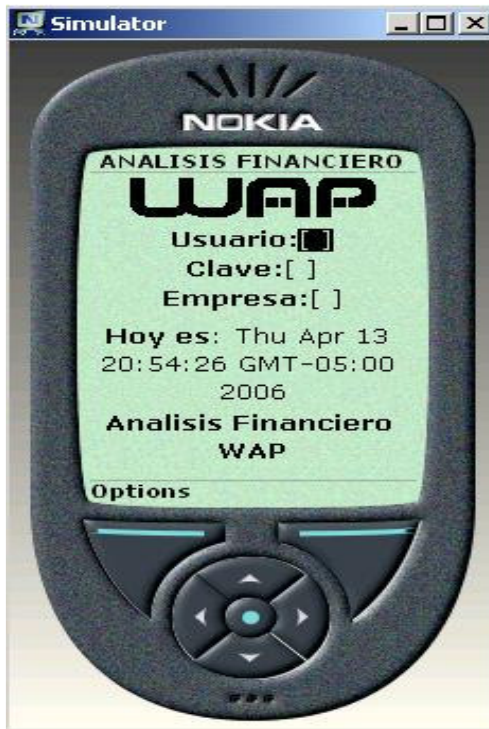 Simulator
NOKIA
ANALISIS FINANCIERO
WAP
Usuario:[ ]
Clave:[ ]
Empresa:[ ]
Hoy es: Thu Apr 13
20:54:26 GMT-05:00
2006
Analisis Financiero
WAP
Options